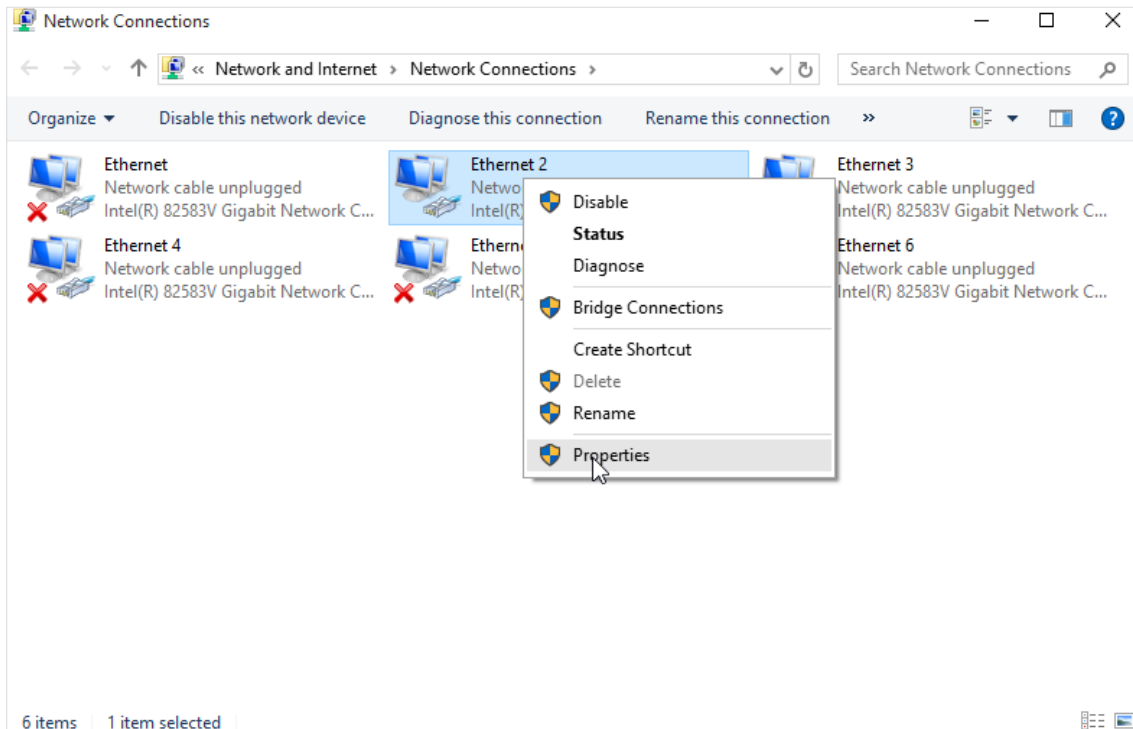 Network Connections
« Network and Internet > Network Connections >
Search Network Connections
Organize
Disable this network device
Diagnose this connection
Rename this connection
»
Ethernet
Network cable unplugged
Intel(R) 82583V Gigabit Network C...
Ethernet 2
Netwo
Intel(R)
Ethernet 3
Network cable unplugged
Intel(R) 82583V Gigabit Network C...
Ethernet 4
Network cable unplugged
Intel(R) 82583V Gigabit Network C...
Ethern
Netwo
Intel(R)
Ethernet 6
Network cable unplugged
Intel(R) 82583V Gigabit Network C...
Disable
Status
Diagnose
Bridge Connections
Create Shortcut
Delete
Rename
Properties
6 items
1 item selected